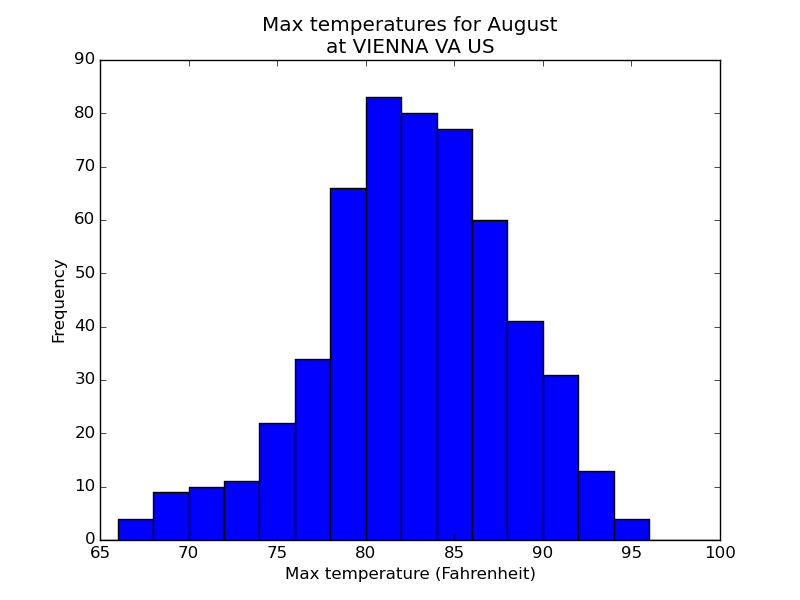 Max temperatures for August
at VIENNA VA US
90
80
70
60
50
40
30
20
10
0
Frequency
65 70 75 80 85 90 95 100
Max temperature (Fahrenheit)